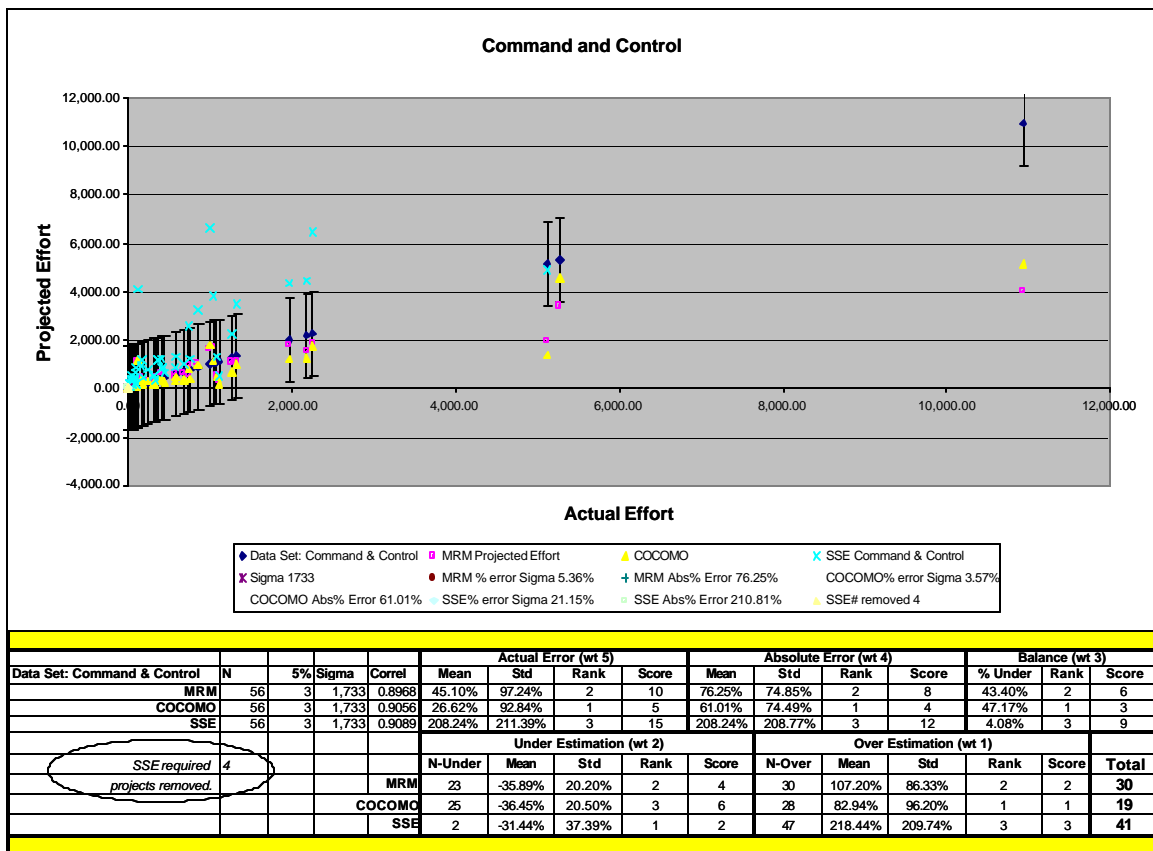 Command and Control
12,000.00
10,000.00
8,000.00
6,000.00
4,000.00
2,000.00
0.00
-2,000.00
-4,000.00
Projected Effort
0.00 2,000.00 4,000.00 6,000.00 8,000.00 10,000.00 12,000.00
Actual Effort
Data Set: Command & Control MRM Projected Effort COCOMO SSE Command & Control
Sigma 1733 MRM % error Sigma 5.36% MRM Abs% Error 76.25% COCOMO% error Sigma 3.57%
COCOMO Abs% Error 61.01% SSE% error Sigma 21.15% SSE Abs% Error 210.81% SSE# removed 4
Actual Error (wt 5) Absolute Error (wt 4) Balance (wt 3)
Data Set: Command & Control N 5% Sigma Correl Mean Std Rank Score Mean Std Rank Score % Under Rank Score
MRM 56 3 1,733 0.8968 45.10% 97.24% 2 10 76.25% 74.85% 2 8 43.40% 2 6
COCOMO 56 3 1,733 0.9056 26.62% 92.84% 1 5 61.01% 74.49% 1 4 47.17% 1 3
SSE 56 3 1,733 0.9089 208.24% 211.39% 3 15 208.24% 208.77% 3 12 4.08% 3 9
Under Estimation (wt 2) Over Estimation (wt 1)
SSE required 4 N-Under Mean Std Rank Score N-Over Mean Std Rank Score Total
projects removed. MRM 23 -35.89% 20.20% 2 4 30 107.20% 86.33% 2 2 30
COCOMO 25 -36.45% 20.50% 3 6 28 82.94% 96.20% 1 1 19
SSE 2 -31.44% 37.39% 1 2 47 218.44% 209.74% 3 3 41